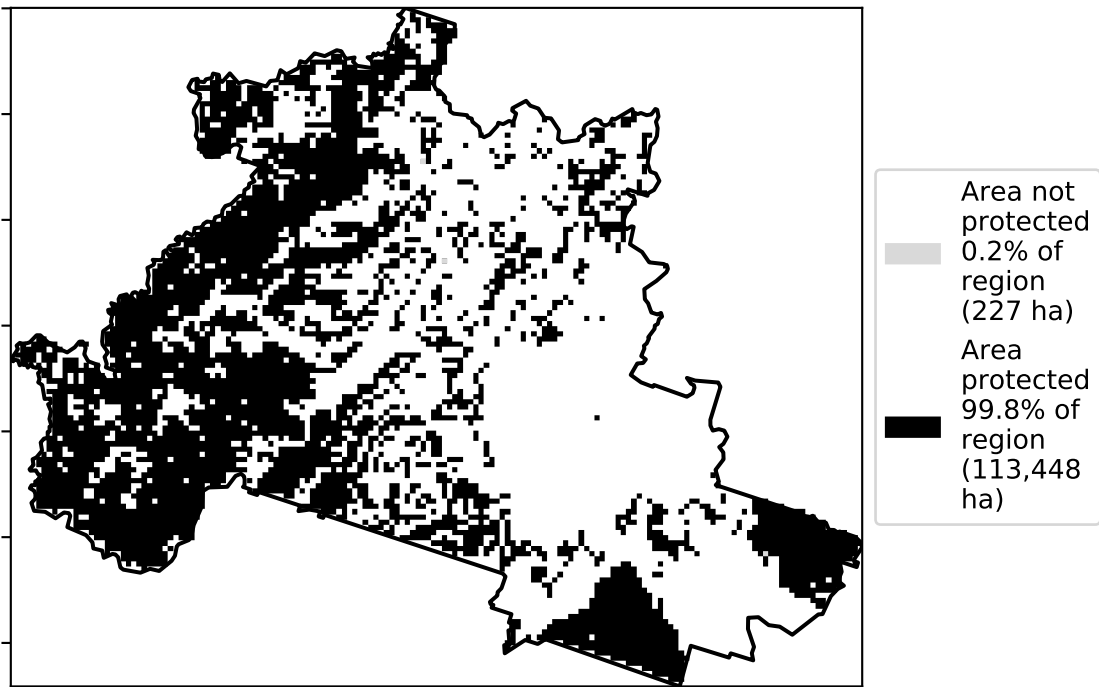 Area not
protected
0.2% of
region
(227 ha)
Area
protected
99.8% of
region
(113,448
ha)